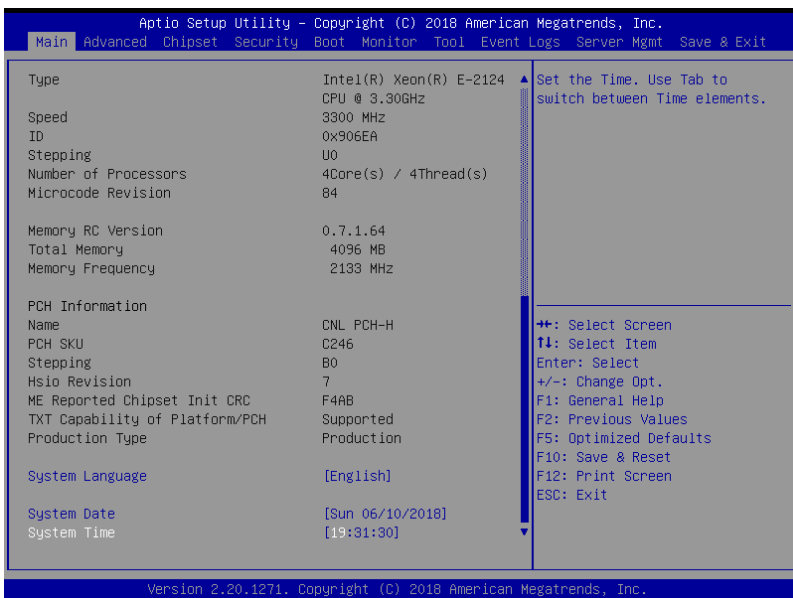 Aptio Setup Utility – Copyright (C) 2018 American Megatrends, Inc.
Main Advanced Chipset Security Boot Monitor Tool Event Logs Server Mgmt Save & Exit
Type Intel(R) Xeon(R) E-2124
CPU @ 3.30GHz
Speed 3300 MHz
ID 0x906EA
Stepping U0
Number of Processors 4Core(s) / 4Thread(s)
Microcode Revision 84
Memory RC Version 0.7.1.64
Total Memory 4096 MB
Memory Frequency 2133 MHz
PCH Information
Name CNL PCH-H
PCH SKU C246
Stepping B0
Hsio Revision 7
ME Reported Chipset Init CRC F4AB
TXT Capability of Platform/PCH Supported
Production Type Production
System Language [English]
System Date [Sun 06/10/2018]
System Time [19:31:30]
Set the Time. Use Tab to
switch between Time elements.
→←: Select Screen
↑↓: Select Item
Enter: Select
+/-: Change Opt.
F1: General Help
F2: Previous Values
F5: Optimized Defaults
F10: Save & Reset
F12: Print Screen
ESC: Exit
Version 2.20.1271. Copyright (C) 2018 American Megatrends, Inc.